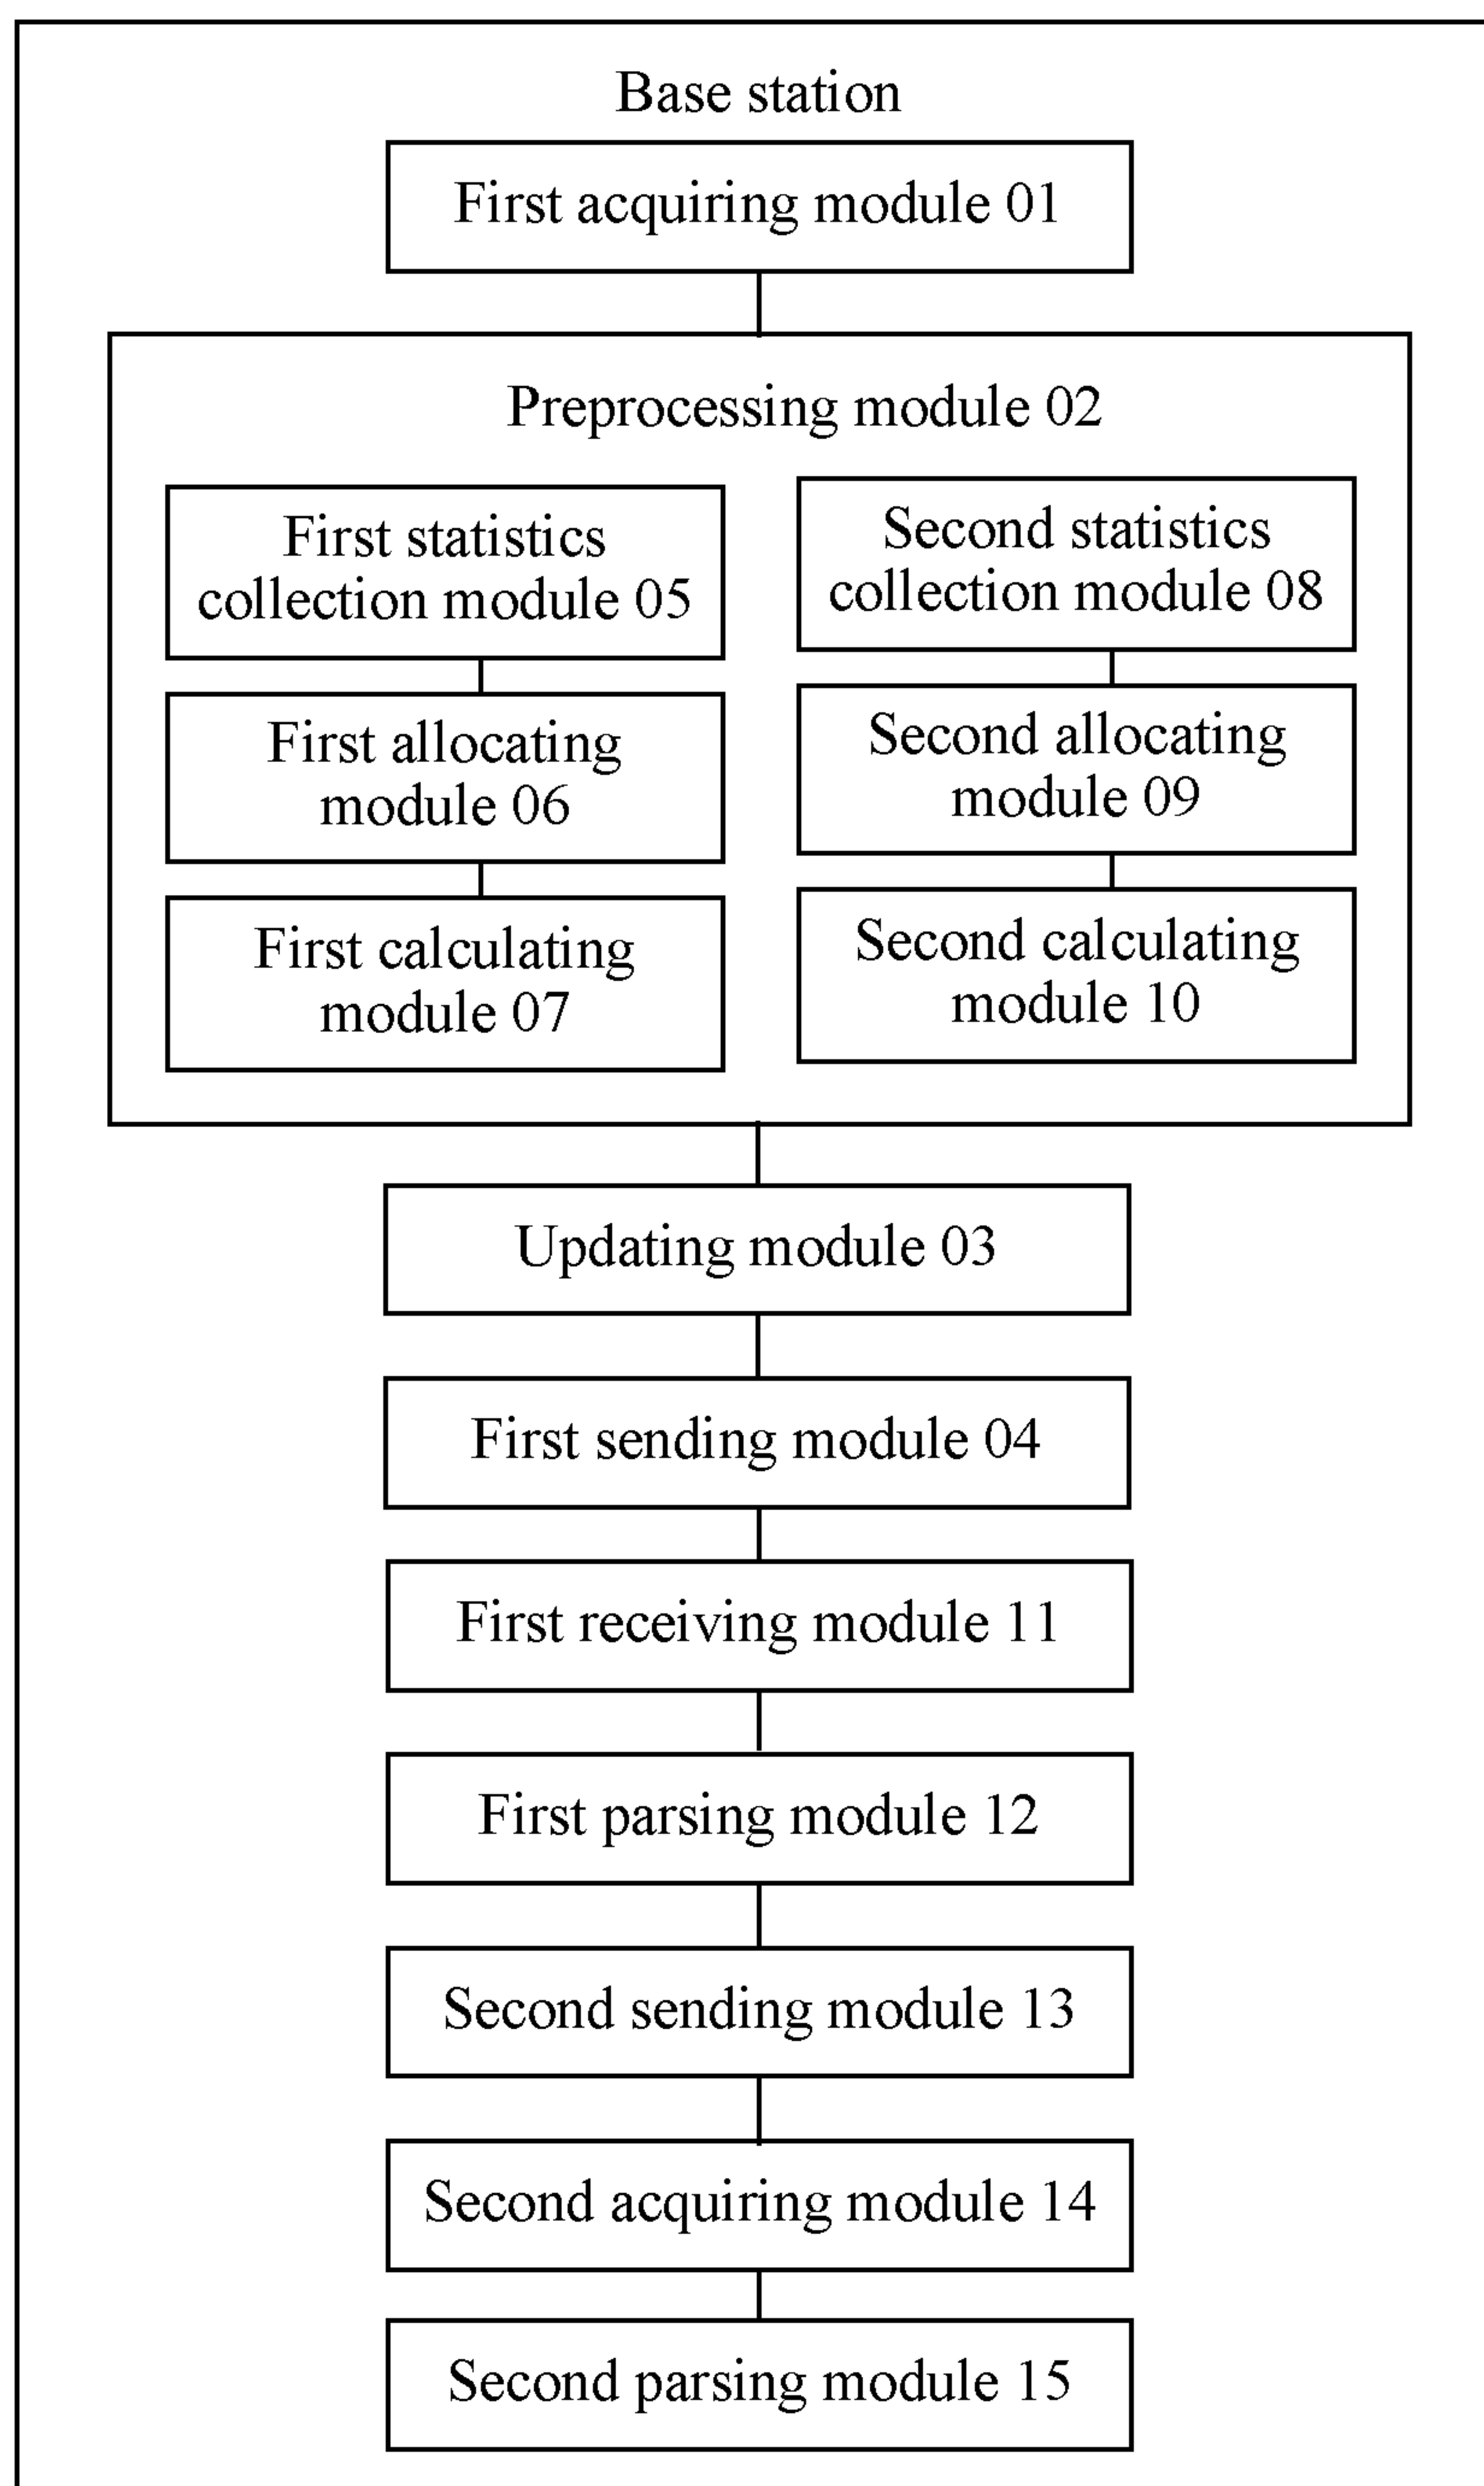 Base station
First acquiring module 01
Preprocessing module 02
First statistics
collection module 05
First allocating
module 06
First calculating
module 07
Second statistics
collection module 08
Second allocating
module 09
Second calculating
module 10
Updating module 03
First sending module 04
First receiving module 11
First parsing module 12
Second sending module 13
Second acquiring module 14
Second parsing module 15